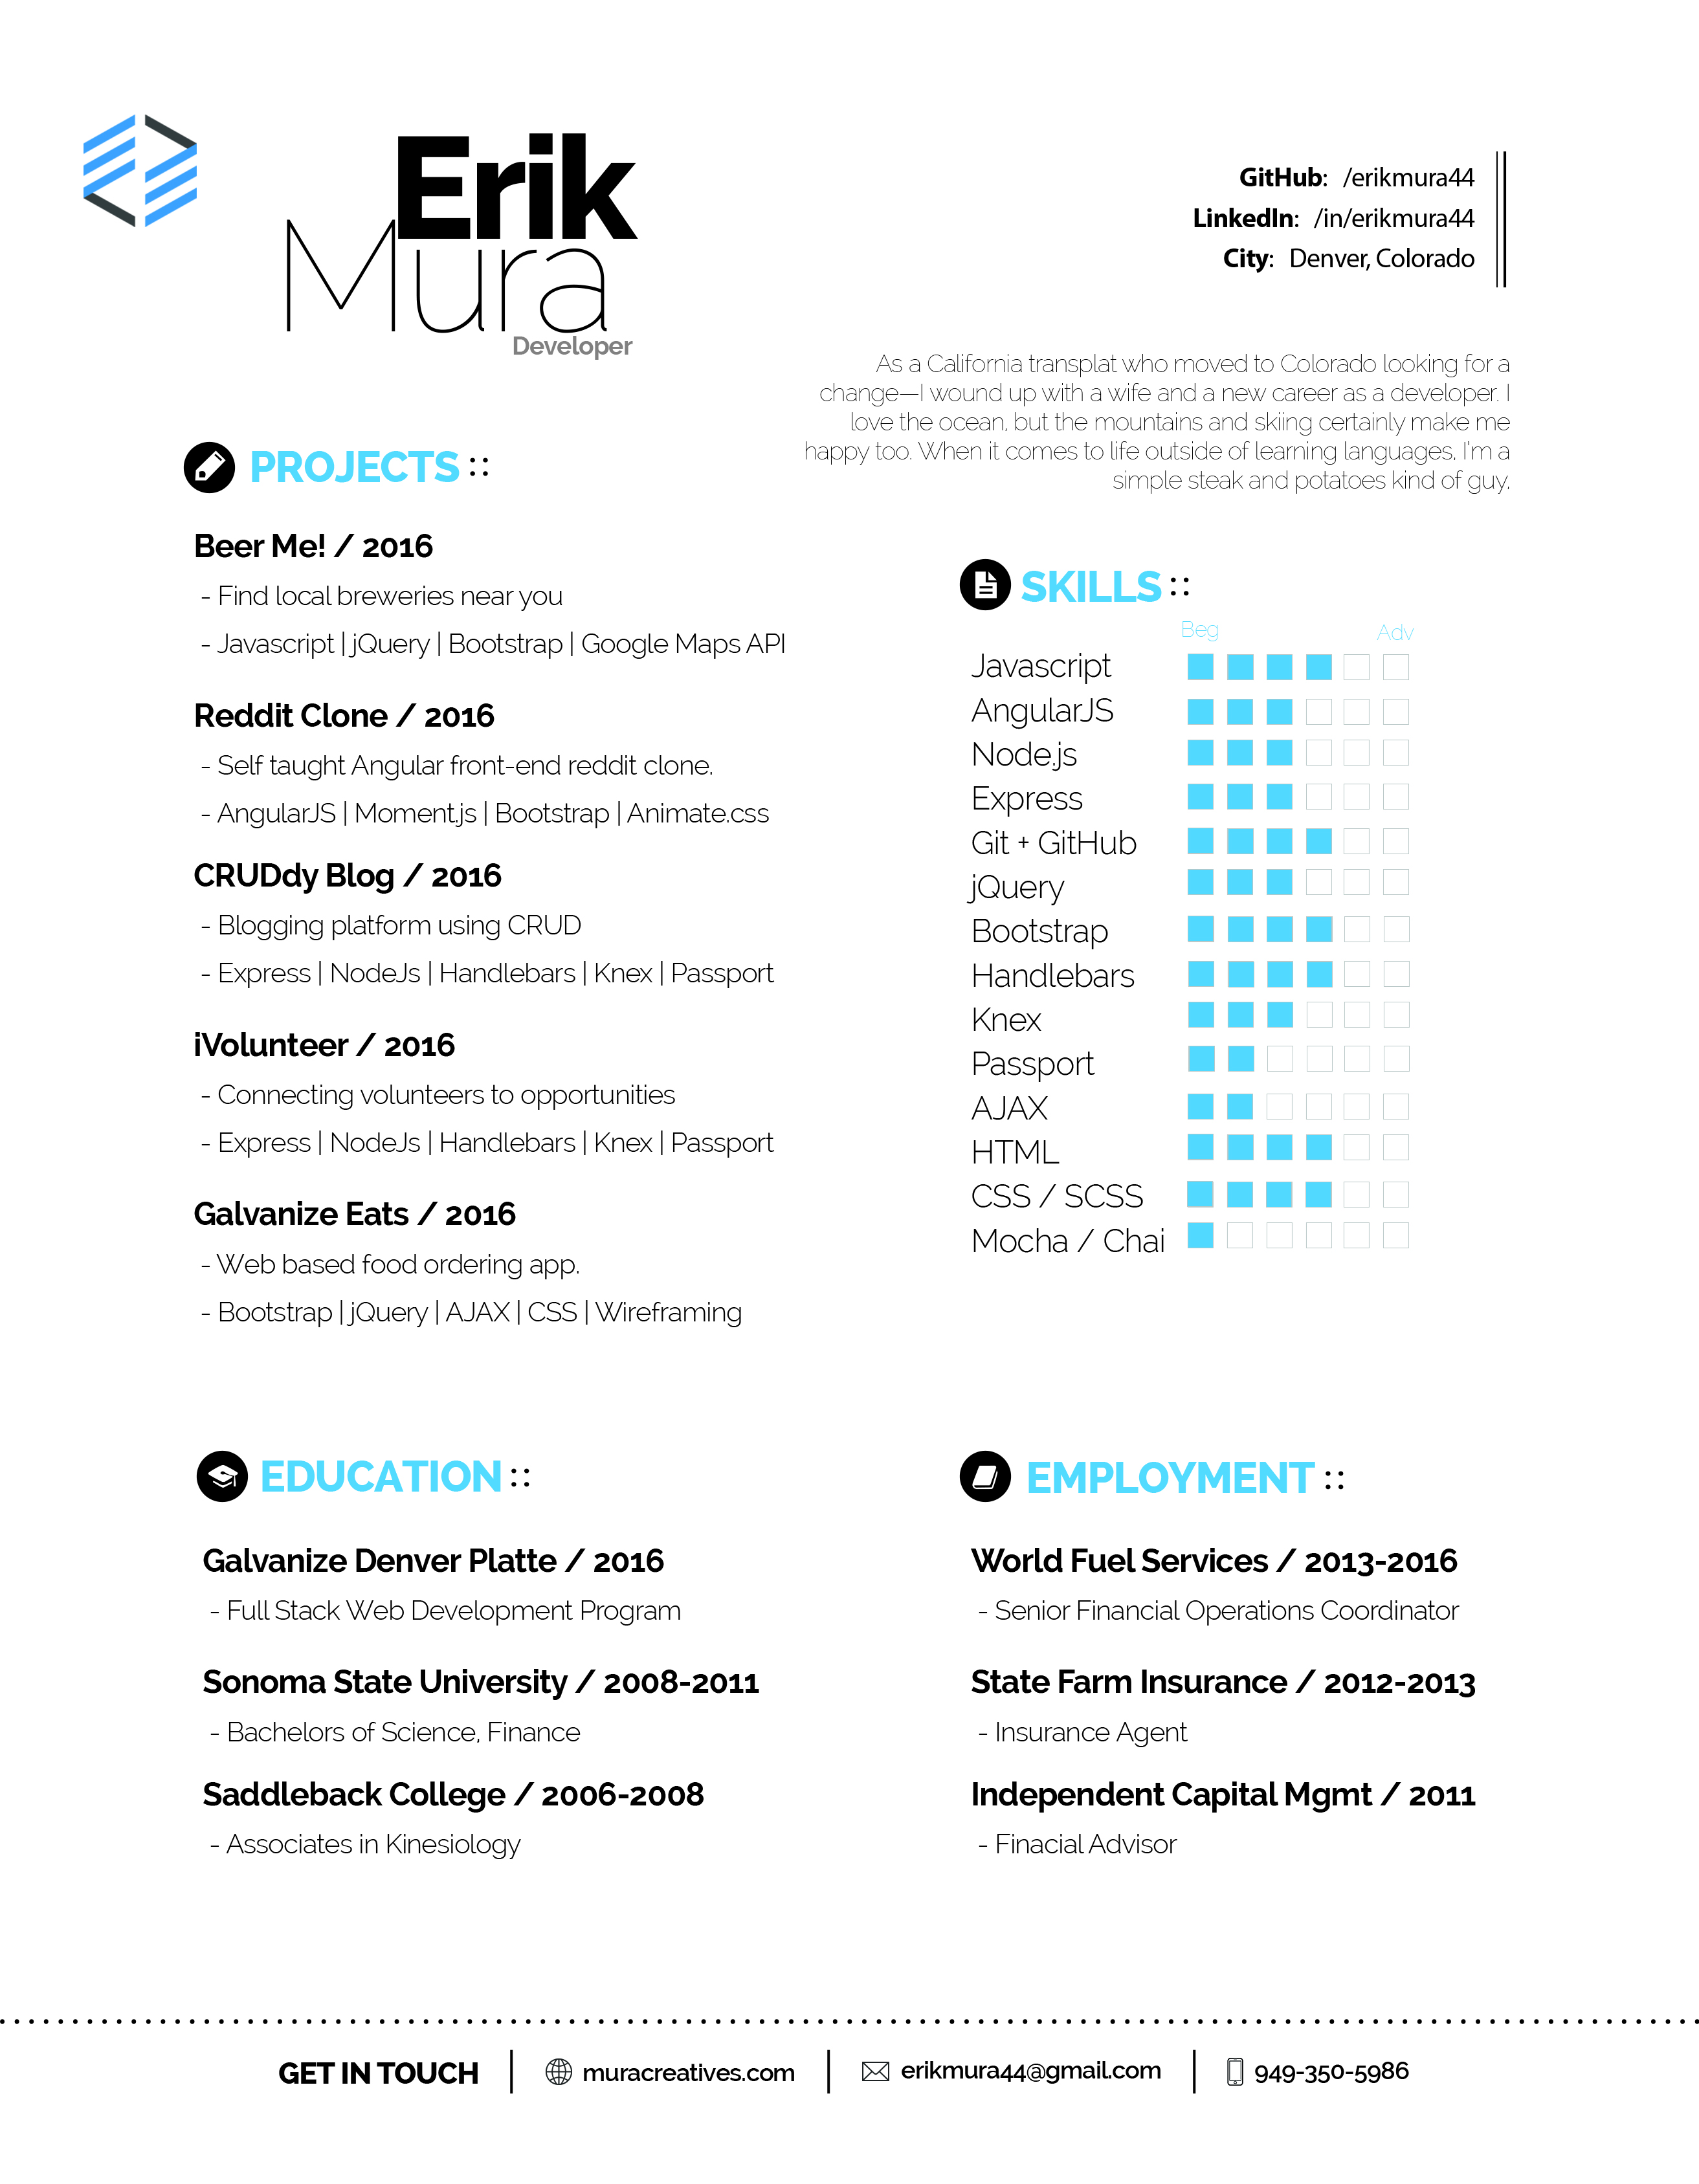 Erik
Mura
Developer
GitHub: /erikmura44
LinkedIn: /in/erikmura44
City: Denver, Colorado
As a California transplat who moved to Colorado looking for a
change—I wound up with a wife and a new career as a developer. I
love the ocean, but the mountains and skiing certainly make me
happy too. When it comes to life outside of learning languages, I'm a
simple steak and potatoes kind of guy,
PROJECTS ::
Beer Me! / 2016
- Find local breweries near you
- Javascript | jQuery | Bootstrap | Google Maps API
Reddit Clone / 2016
- Self taught Angular front-end reddit clone.
- AngularJS | Moment.js | Bootstrap | Animate.css
CRUDdy Blog / 2016
- Blogging platform using CRUD
- Express | NodeJs | Handlebars | Knex | Passport
iVolunteer / 2016
- Connecting volunteers to opportunities
- Express | NodeJs | Handlebars | Knex | Passport
Galvanize Eats / 2016
- Web based food ordering app.
- Bootstrap | jQuery | AJAX | CSS | Wireframing
SKILLS ::
Beg Adv
Javascript
AngularJS
Node.js
Express
Git + GitHub
jQuery
Bootstrap
Handlebars
Knex
Passport
AJAX
HTML
CSS / SCSS
Mocha / Chai
EDUCATION ::
Galvanize Denver Platte / 2016
- Full Stack Web Development Program
Sonoma State University / 2008-2011
- Bachelors of Science, Finance
Saddleback College / 2006-2008
- Associates in Kinesiology
EMPLOYMENT ::
World Fuel Services / 2013-2016
- Senior Financial Operations Coordinator
State Farm Insurance / 2012-2013
- Insurance Agent
Independent Capital Mgmt / 2011
- Finacial Advisor
GET IN TOUCH | muracreatives.com | erikmura44@gmail.com | 949-350-5986